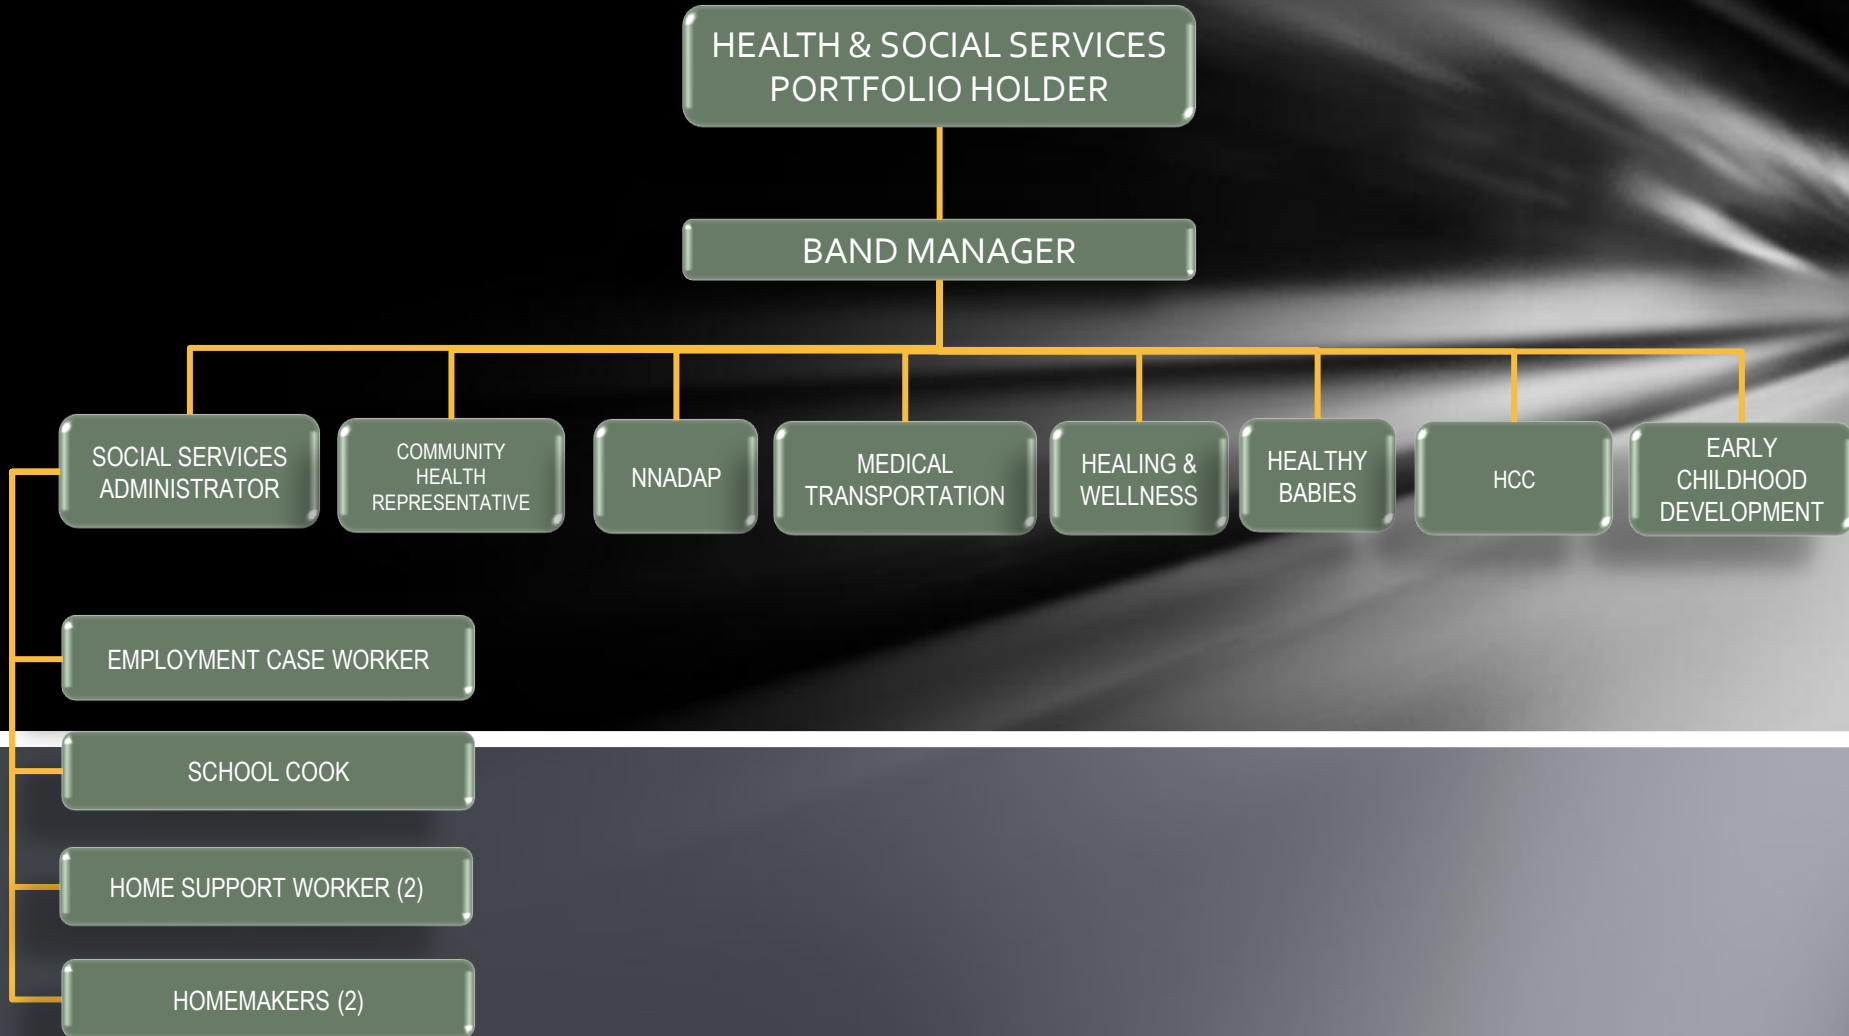 HEALTH & SOCIAL SERVICES
PORTFOLIO HOLDER
BAND MANAGER
SOCIAL SERVICES
ADMINISTRATOR
COMMUNITY
HEALTH
REPRESENTATIVE
NNADAP
MEDICAL
TRANSPORTATION
HEALING &
WELLNESS
HEALTHY
BABIES
HCC
EARLY
CHILDHOOD
DEVELOPMENT
EMPLOYMENT CASE WORKER
SCHOOL COOK
HOME SUPPORT WORKER (2)
HOMEMAKERS (2)